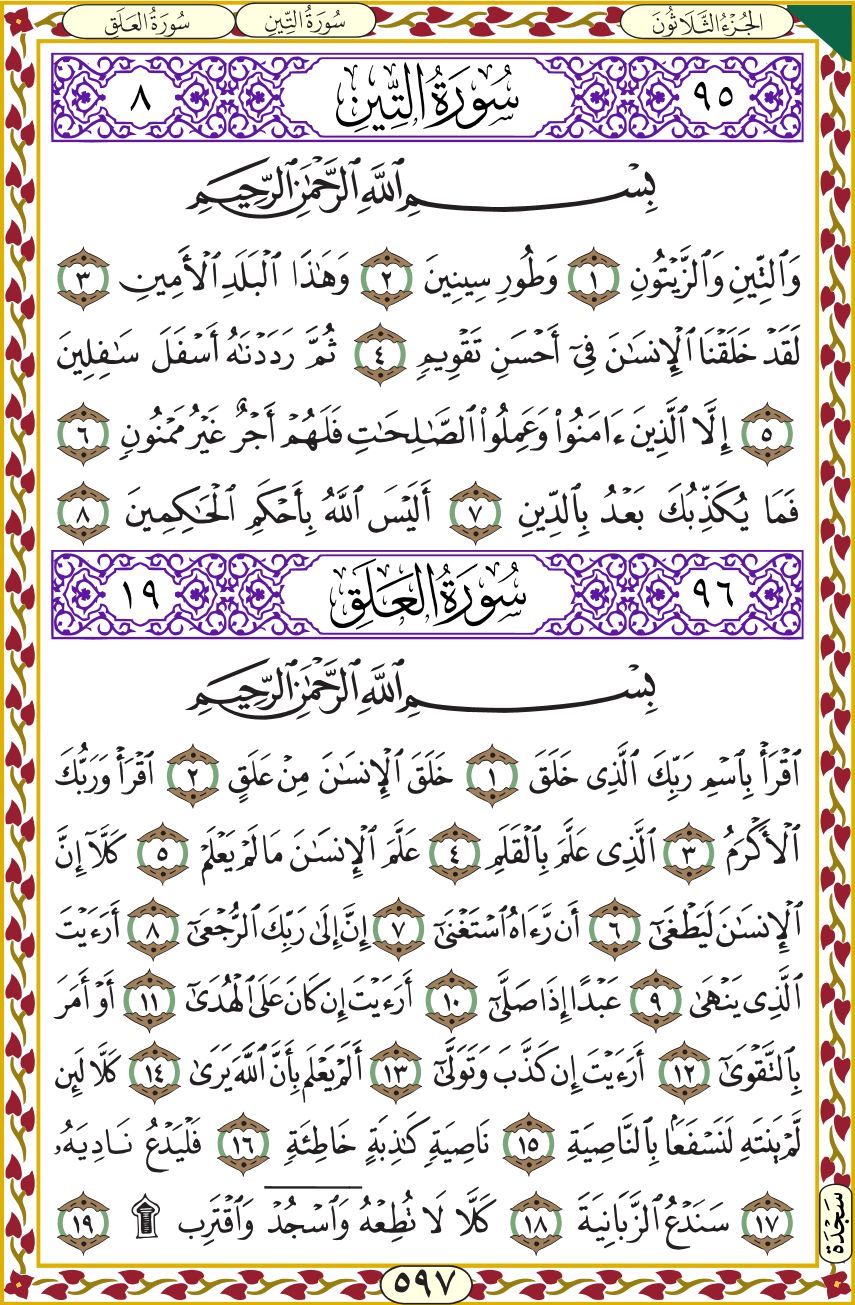 الجُزْءُ الثَّلَاثُونَ سُورَةُ التِّينِ سُورَةُ العَلَقِ
٩٥ سُورَةُ التِّينِ ٨
بِسْمِ ٱللَّهِ ٱلرَّحْمَٰنِ ٱلرَّحِيمِ
وَٱلتِّينِ وَٱلزَّيْتُونِ ١ وَطُورِ سِينِينَ ٢ وَهَٰذَا ٱلْبَلَدِ ٱلْأَمِينِ ٣
لَقَدْ خَلَقْنَا ٱلْإِنسَٰنَ فِىٓ أَحْسَنِ تَقْوِيمٍ ٤ ثُمَّ رَدَدْنَٰهُ أَسْفَلَ سَٰفِلِينَ
٥ إِلَّا ٱلَّذِينَ ءَامَنُوا۟ وَعَمِلُوا۟ ٱلصَّٰلِحَٰتِ فَلَهُمْ أَجْرٌ غَيْرُ مَمْنُونٍ ٦
فَمَا يُكَذِّبُكَ بَعْدُ بِٱلدِّينِ ٧ أَلَيْسَ ٱللَّهُ بِأَحْكَمِ ٱلْحَٰكِمِينَ ٨
٩٦ سُورَةُ العَلَقِ ١٩
بِسْمِ ٱللَّهِ ٱلرَّحْمَٰنِ ٱلرَّحِيمِ
ٱقْرَأْ بِٱسْمِ رَبِّكَ ٱلَّذِى خَلَقَ ١ خَلَقَ ٱلْإِنسَٰنَ مِنْ عَلَقٍ ٢ ٱقْرَأْ وَرَبُّكَ
ٱلْأَكْرَمُ ٣ ٱلَّذِى عَلَّمَ بِٱلْقَلَمِ ٤ عَلَّمَ ٱلْإِنسَٰنَ مَا لَمْ يَعْلَمْ ٥ كَلَّآ إِنَّ
ٱلْإِنسَٰنَ لَيَطْغَىٰٓ ٦ أَن رَّءَاهُ ٱسْتَغْنَىٰٓ ٧ إِنَّ إِلَىٰ رَبِّكَ ٱلرُّجْعَىٰٓ ٨ أَرَءَيْتَ
ٱلَّذِى يَنْهَىٰ ٩ عَبْدًا إِذَا صَلَّىٰٓ ١٠ أَرَءَيْتَ إِن كَانَ عَلَى ٱلْهُدَىٰٓ ١١ أَوْ أَمَرَ
بِٱلتَّقْوَىٰٓ ١٢ أَرَءَيْتَ إِن كَذَّبَ وَتَوَلَّىٰٓ ١٣ أَلَمْ يَعْلَم بِأَنَّ ٱللَّهَ يَرَىٰ ١٤ كَلَّا لَئِن
لَّمْ يَنتَهِ لَنَسْفَعًۢا بِٱلنَّاصِيَةِ ١٥ نَاصِيَةٍ كَٰذِبَةٍ خَاطِئَةٍ ١٦ فَلْيَدْعُ نَادِيَهُۥ
١٧ سَنَدْعُ ٱلزَّبَانِيَةَ ١٨ كَلَّا لَا تُطِعْهُ وَٱسْجُدْ وَٱقْتَرِب ۩ ١٩
سَجْدَة
٥٩٧